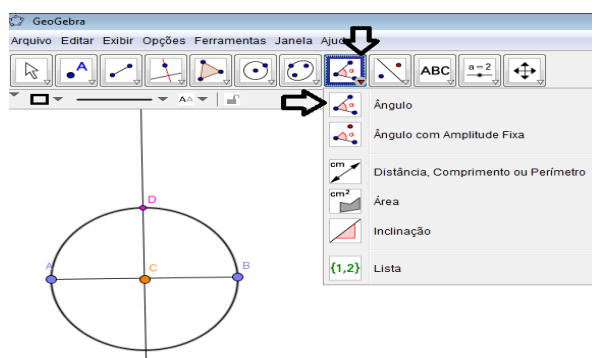 GeoGebra
Arquivo Editar Exibir Opções Ferramentas Janela Aju
A α ABC a=2
AA
α Ângulo
α Ângulo com Amplitude Fixa
cm Distância, Comprimento ou Perímetro
cm² Área
Inclinação
{1,2} Lista
D
A C B